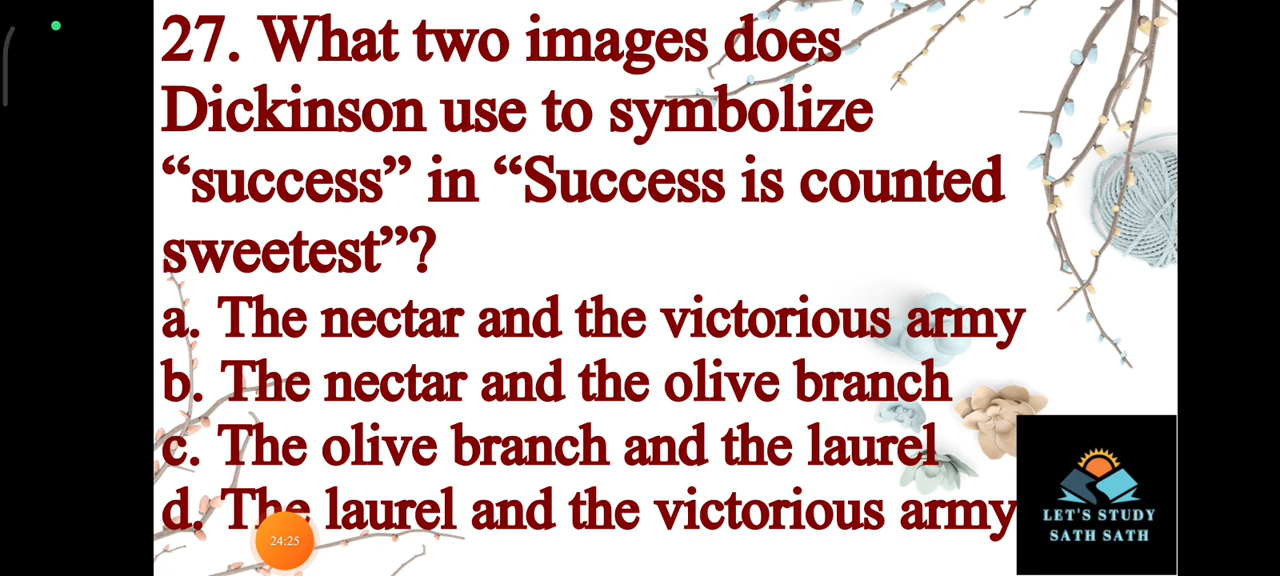 27. What two images does
Dickinson use to symbolize
“success” in “Success is counted
sweetest”?
a. The nectar and the victorious army
b. The nectar and the olive branch
c. The olive branch and the laurel
d. The laurel and the victorious army
24:25
LET'S STUDY
SATH SATH